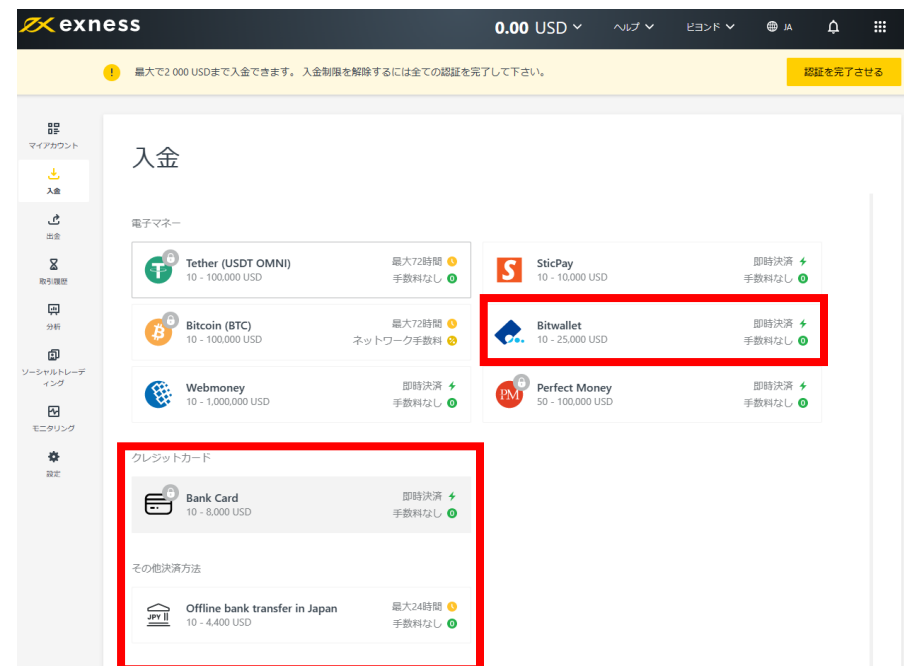 exness
0.00 USD
ヘルプ
ビヨンド
JA
! 最大で2 000 USDまで入金できます。 入金制限を解除するには全ての認証を完了して下さい。
認証を完了させる
マイアカウント
入金
出金
取引履歴
分析
ソーシャルトレーディング
モニタリング
設定
入金
電子マネー
Tether (USDT OMNI)
10 - 100,000 USD
最大72時間
手数料なし 0
SticPay
10 - 10,000 USD
即時決済
手数料なし 0
Bitcoin (BTC)
10 - 100,000 USD
最大72時間
ネットワーク手数料 %
Bitwallet
10 - 25,000 USD
即時決済
手数料なし 0
Webmoney
10 - 1,000,000 USD
即時決済
手数料なし 0
PM
Perfect Money
50 - 100,000 USD
即時決済
手数料なし 0
クレジットカード
Bank Card
10 - 8,000 USD
即時決済
手数料なし 0
その他決済方法
JPY
Offline bank transfer in Japan
10 - 4,400 USD
最大24時間
手数料なし 0